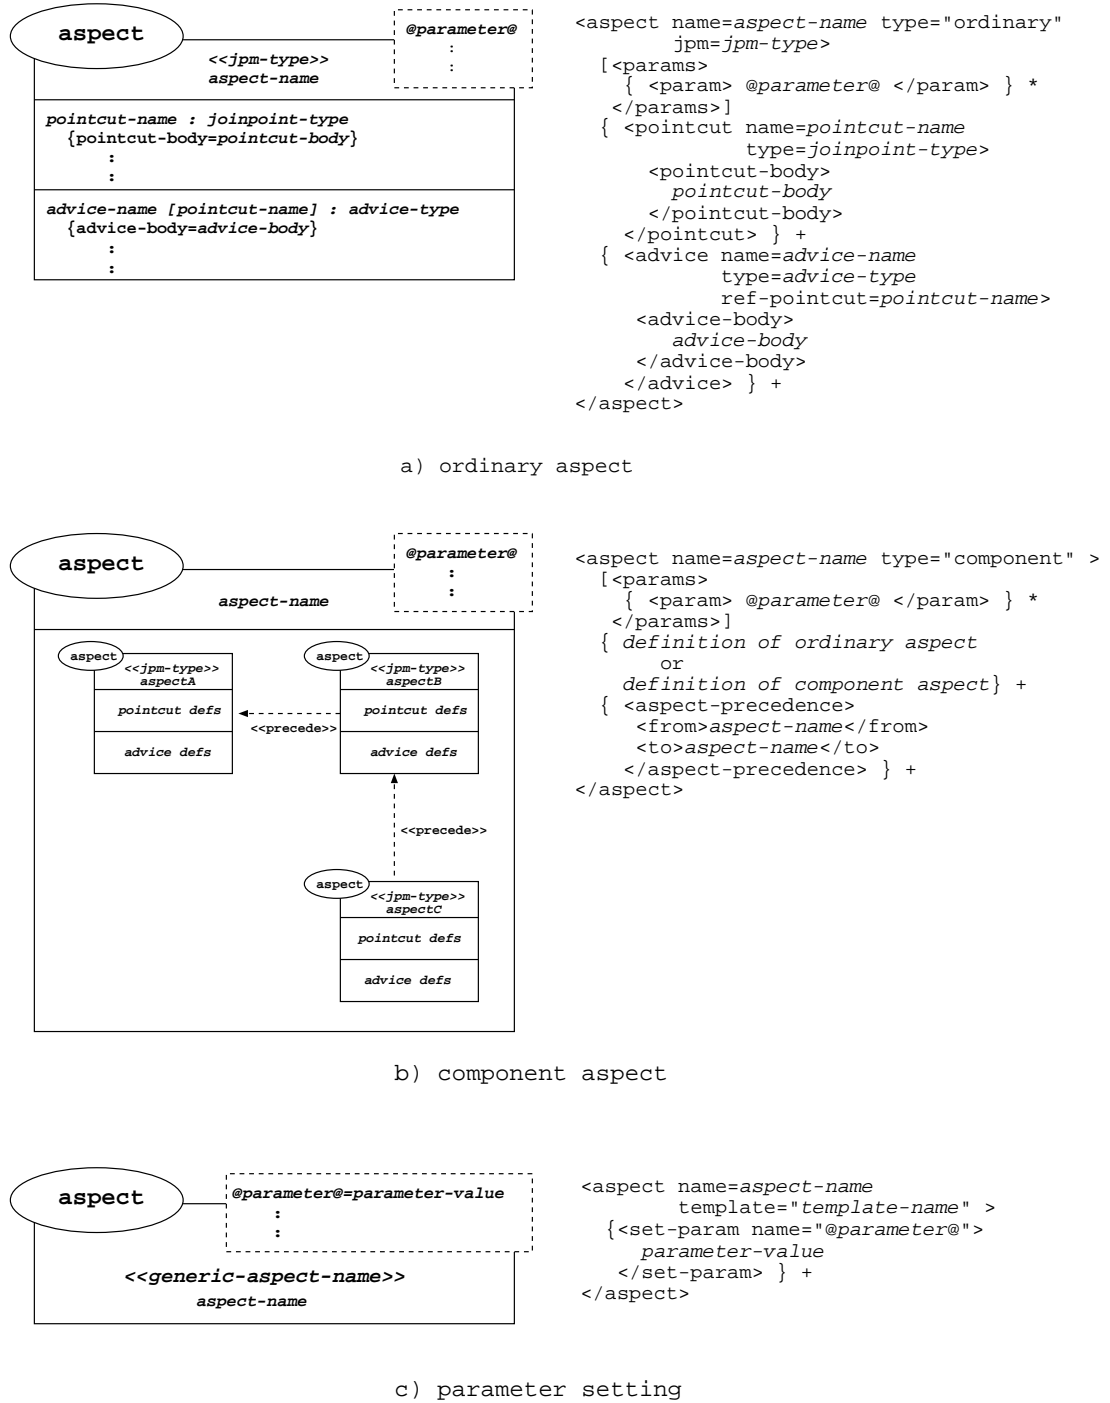 aspect
@parameter@
:
:
<<jpm-type>>
aspect-name
pointcut-name : joinpoint-type
{pointcut-body=pointcut-body}
:
:
advice-name [pointcut-name] : advice-type
{advice-body=advice-body}
:
:
<aspect name=aspect-name type="ordinary"
jpm=jpm-type>
[<params>
{ <param> @parameter@ </param> } *
</params>]
{ <pointcut name=pointcut-name
type=joinpoint-type>
<pointcut-body>
pointcut-body
</pointcut-body>
</pointcut> } +
{ <advice name=advice-name
type=advice-type
ref-pointcut=pointcut-name>
<advice-body>
advice-body
</advice-body>
</advice> } +
</aspect>
a) ordinary aspect
aspect
@parameter@
:
:
aspect-name
aspect
<<jpm-type>>
aspectA
pointcut defs
advice defs
<<precede>>
aspect
<<jpm-type>>
aspectB
pointcut defs
advice defs
<<precede>>
aspect
<<jpm-type>>
aspectC
pointcut defs
advice defs
<aspect name=aspect-name type="component" >
[<params>
{ <param> @parameter@ </param> } *
</params>]
{ definition of ordinary aspect
or
definition of component aspect} +
{ <aspect-precedence>
<from>aspect-name</from>
<to>aspect-name</to>
</aspect-precedence> } +
</aspect>
b) component aspect
aspect
@parameter@=parameter-value
:
:
<<generic-aspect-name>>
aspect-name
<aspect name=aspect-name
template="template-name" >
{<set-param name="@parameter@">
parameter-value
</set-param> } +
</aspect>
c) parameter setting